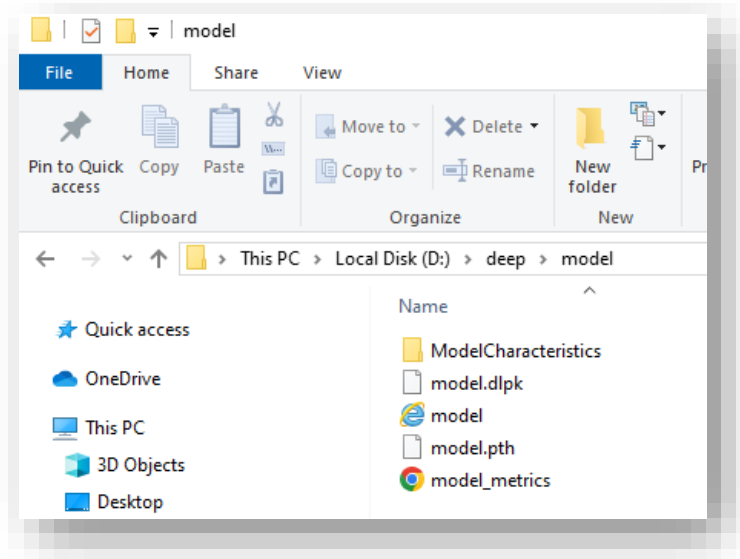 model
File Home Share View
Pin to Quick access
Copy
Paste
Clipboard
Move to
Copy to
Delete
Rename
Organize
New folder
New
Pr
This PC > Local Disk (D:) > deep > model
Name
Quick access
OneDrive
This PC
3D Objects
Desktop
ModelCharacteristics
model.dlpk
model
model.pth
model_metrics